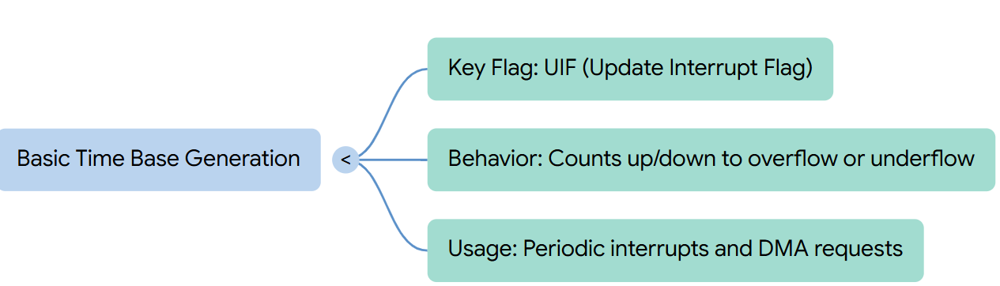 Key Flag: UIF (Update Interrupt Flag)
Basic Time Base Generation
<
Behavior: Counts up/down to overflow or underflow
Usage: Periodic interrupts and DMA requests